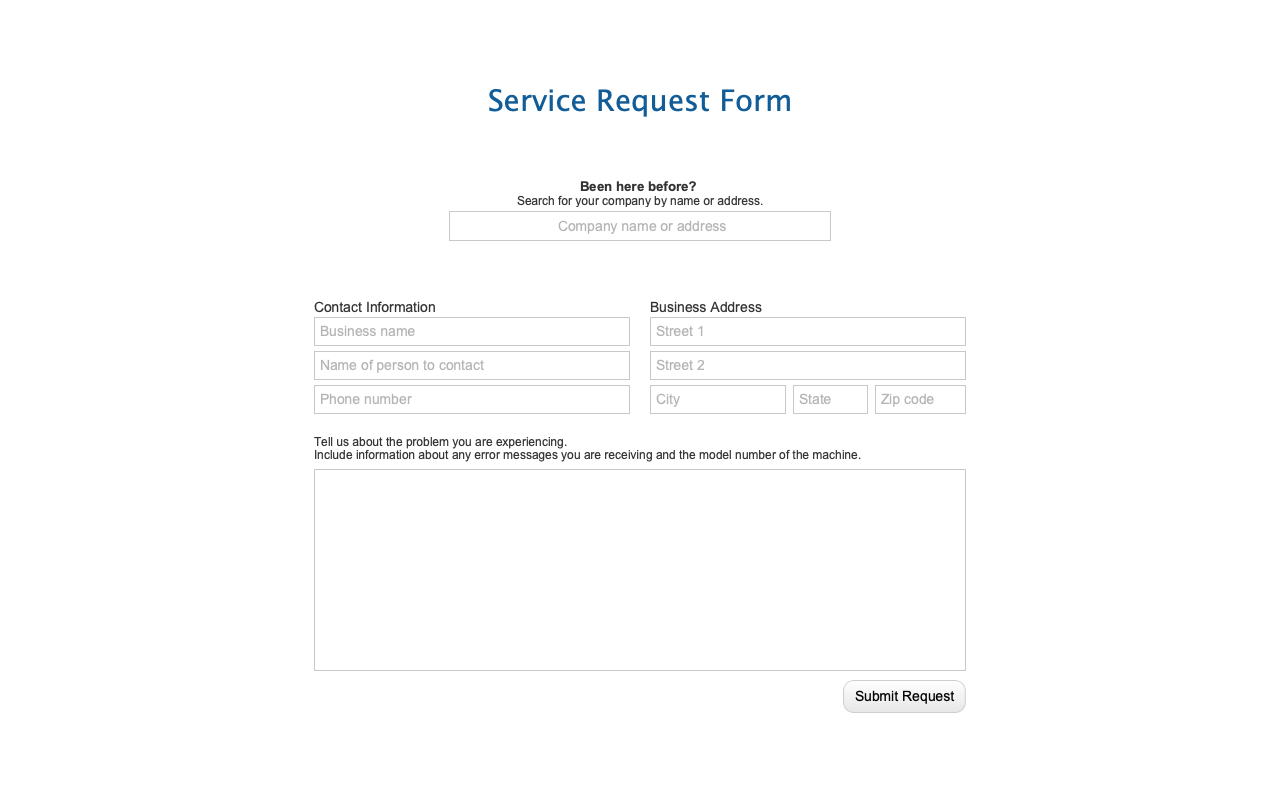 Service Request Form
Been here before?
Search for your company by name or address.
Company name or address
Contact Information
Business name
Name of person to contact
Phone number
Business Address
Street 1
Street 2
City State Zip code
Tell us about the problem you are experiencing.
Include information about any error messages you are receiving and the model number of the machine.
Submit Request